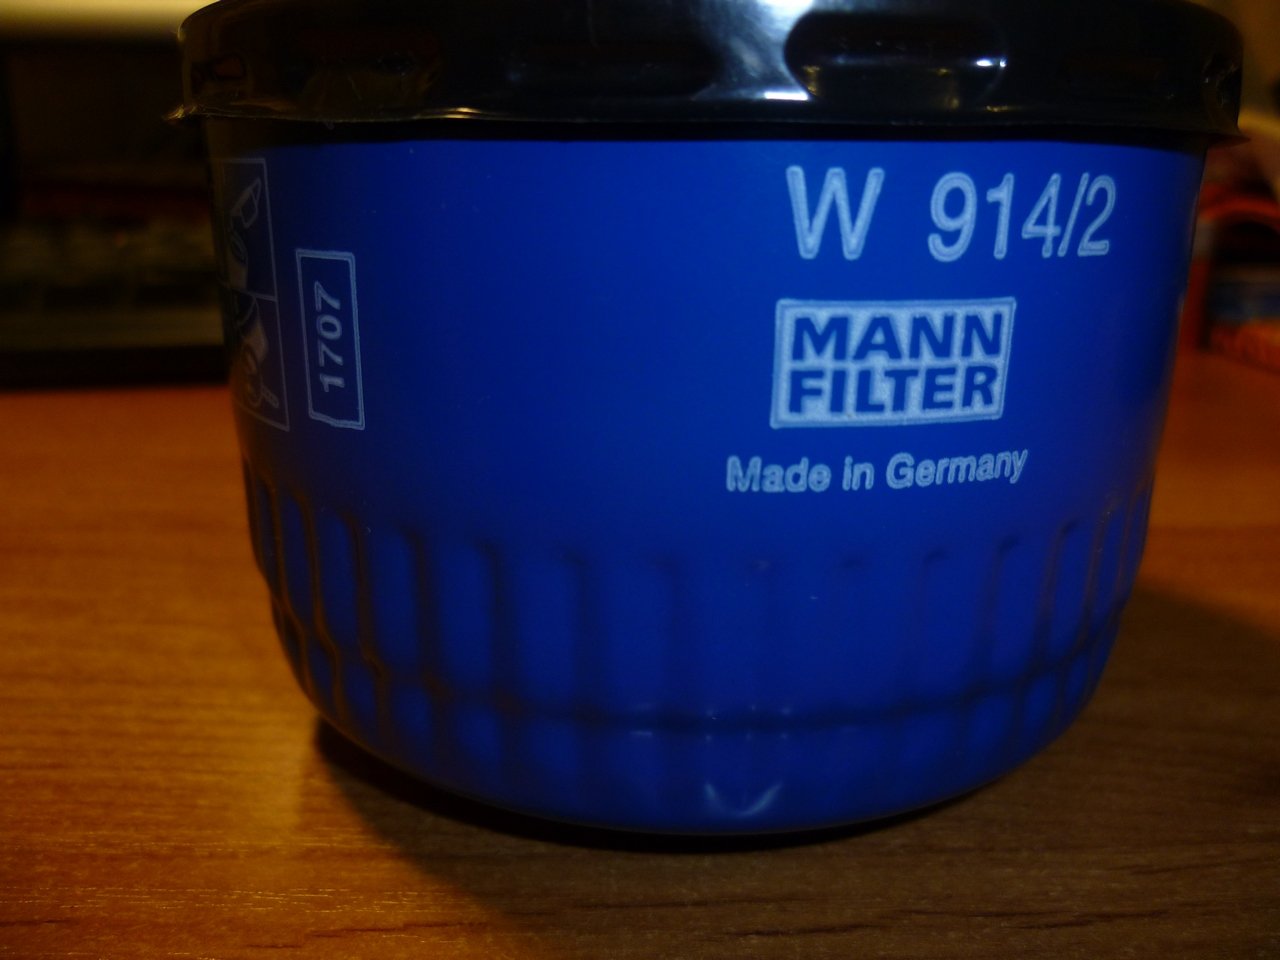 W 914/2
MANN
FILTER
Made in Germany
1707